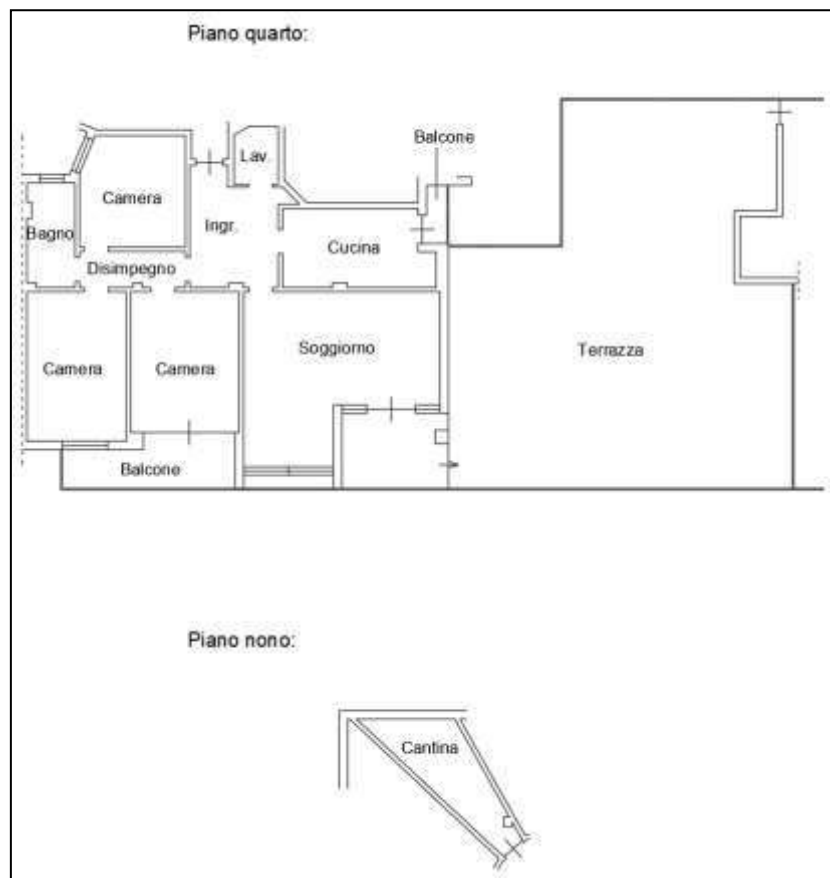 Piano quarto:
Balcone
Lav.
Camera
Ingr.
Bagno
Cucina
Disimpegno
Soggiorno
Terrazza
Camera
Camera
Balcone
Piano nono:
Cantina